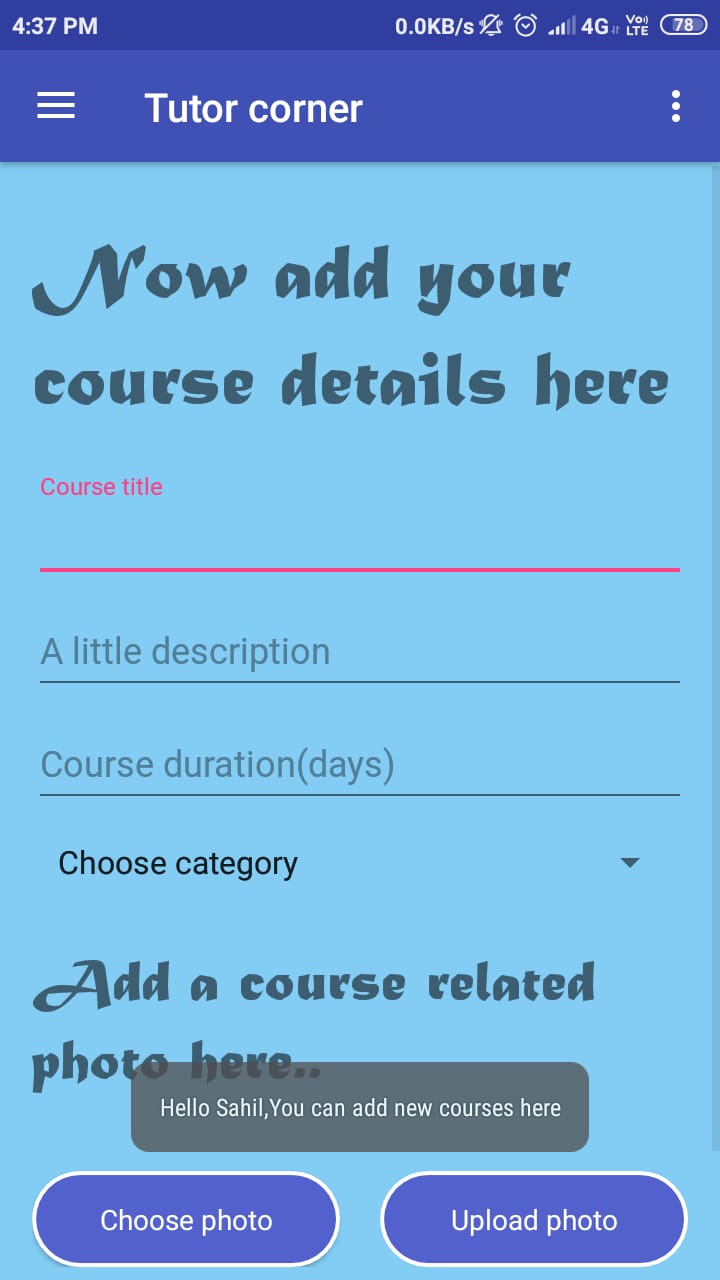 4:37 PM 0.0KB/s 4G Vo) LTE 78
Tutor corner
Now add your
course details here
Course title
A little description
Course duration(days)
Choose category
Add a course related
photo here..
Hello Sahil,You can add new courses here
Choose photo Upload photo